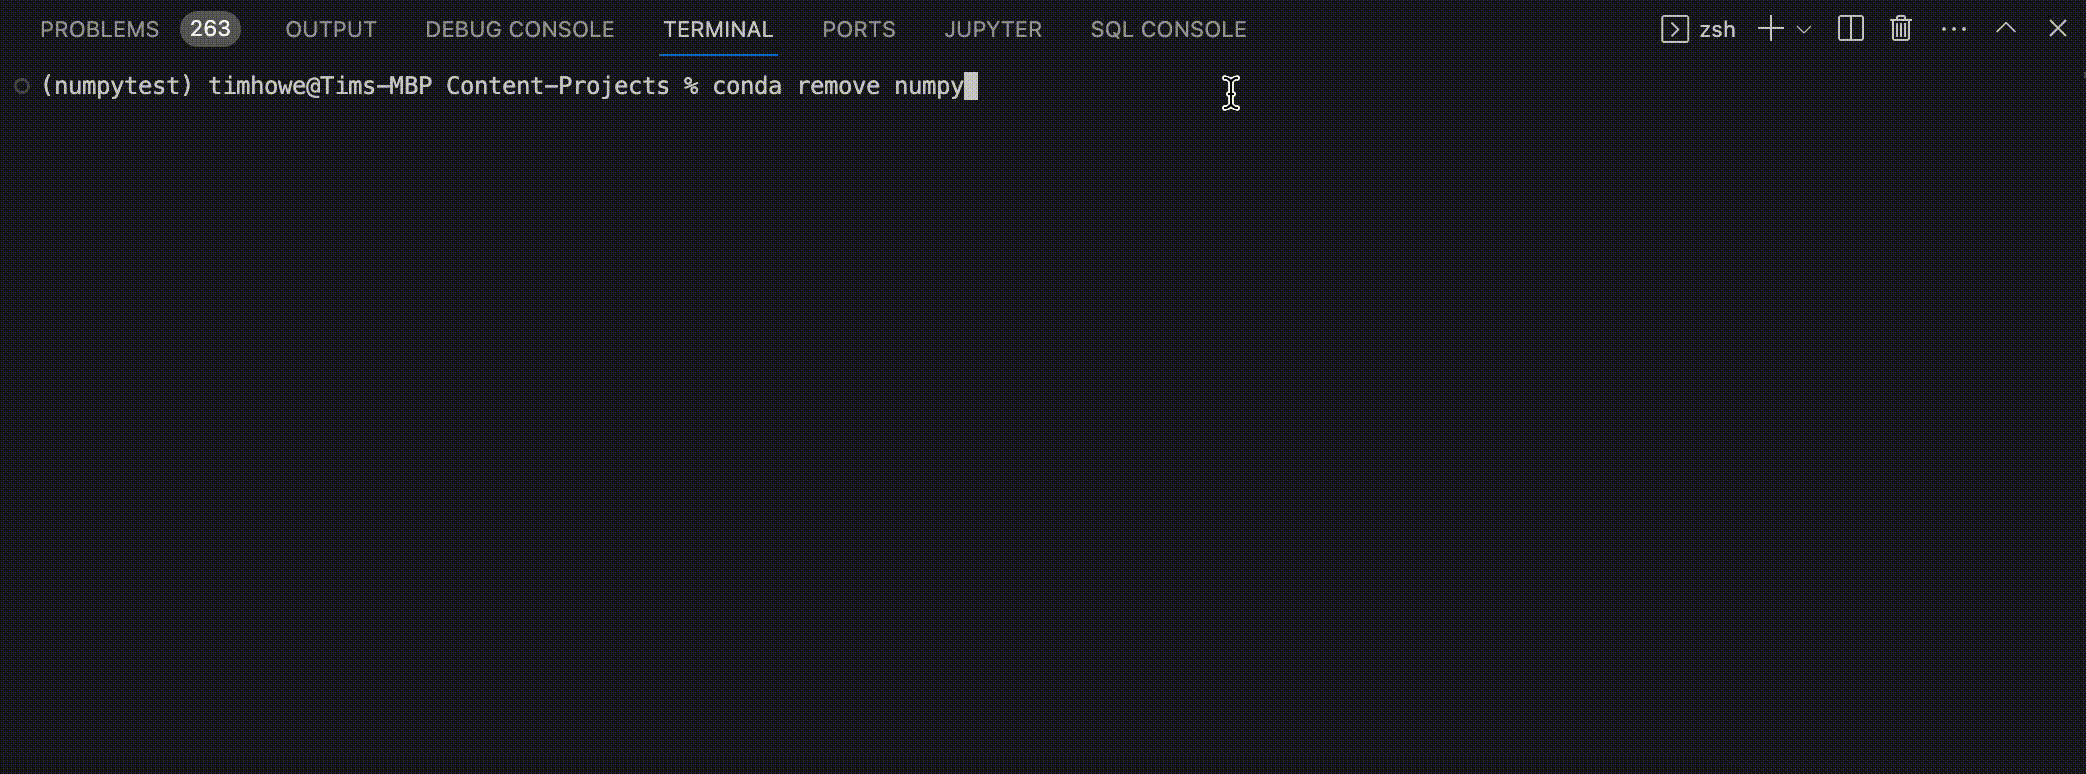 PROBLEMS 263 OUTPUT DEBUG CONSOLE TERMINAL PORTS JUPYTER SQL CONSOLE zsh
(numpytest) timhowe@Tims-MBP Content-Projects % conda remove numpy